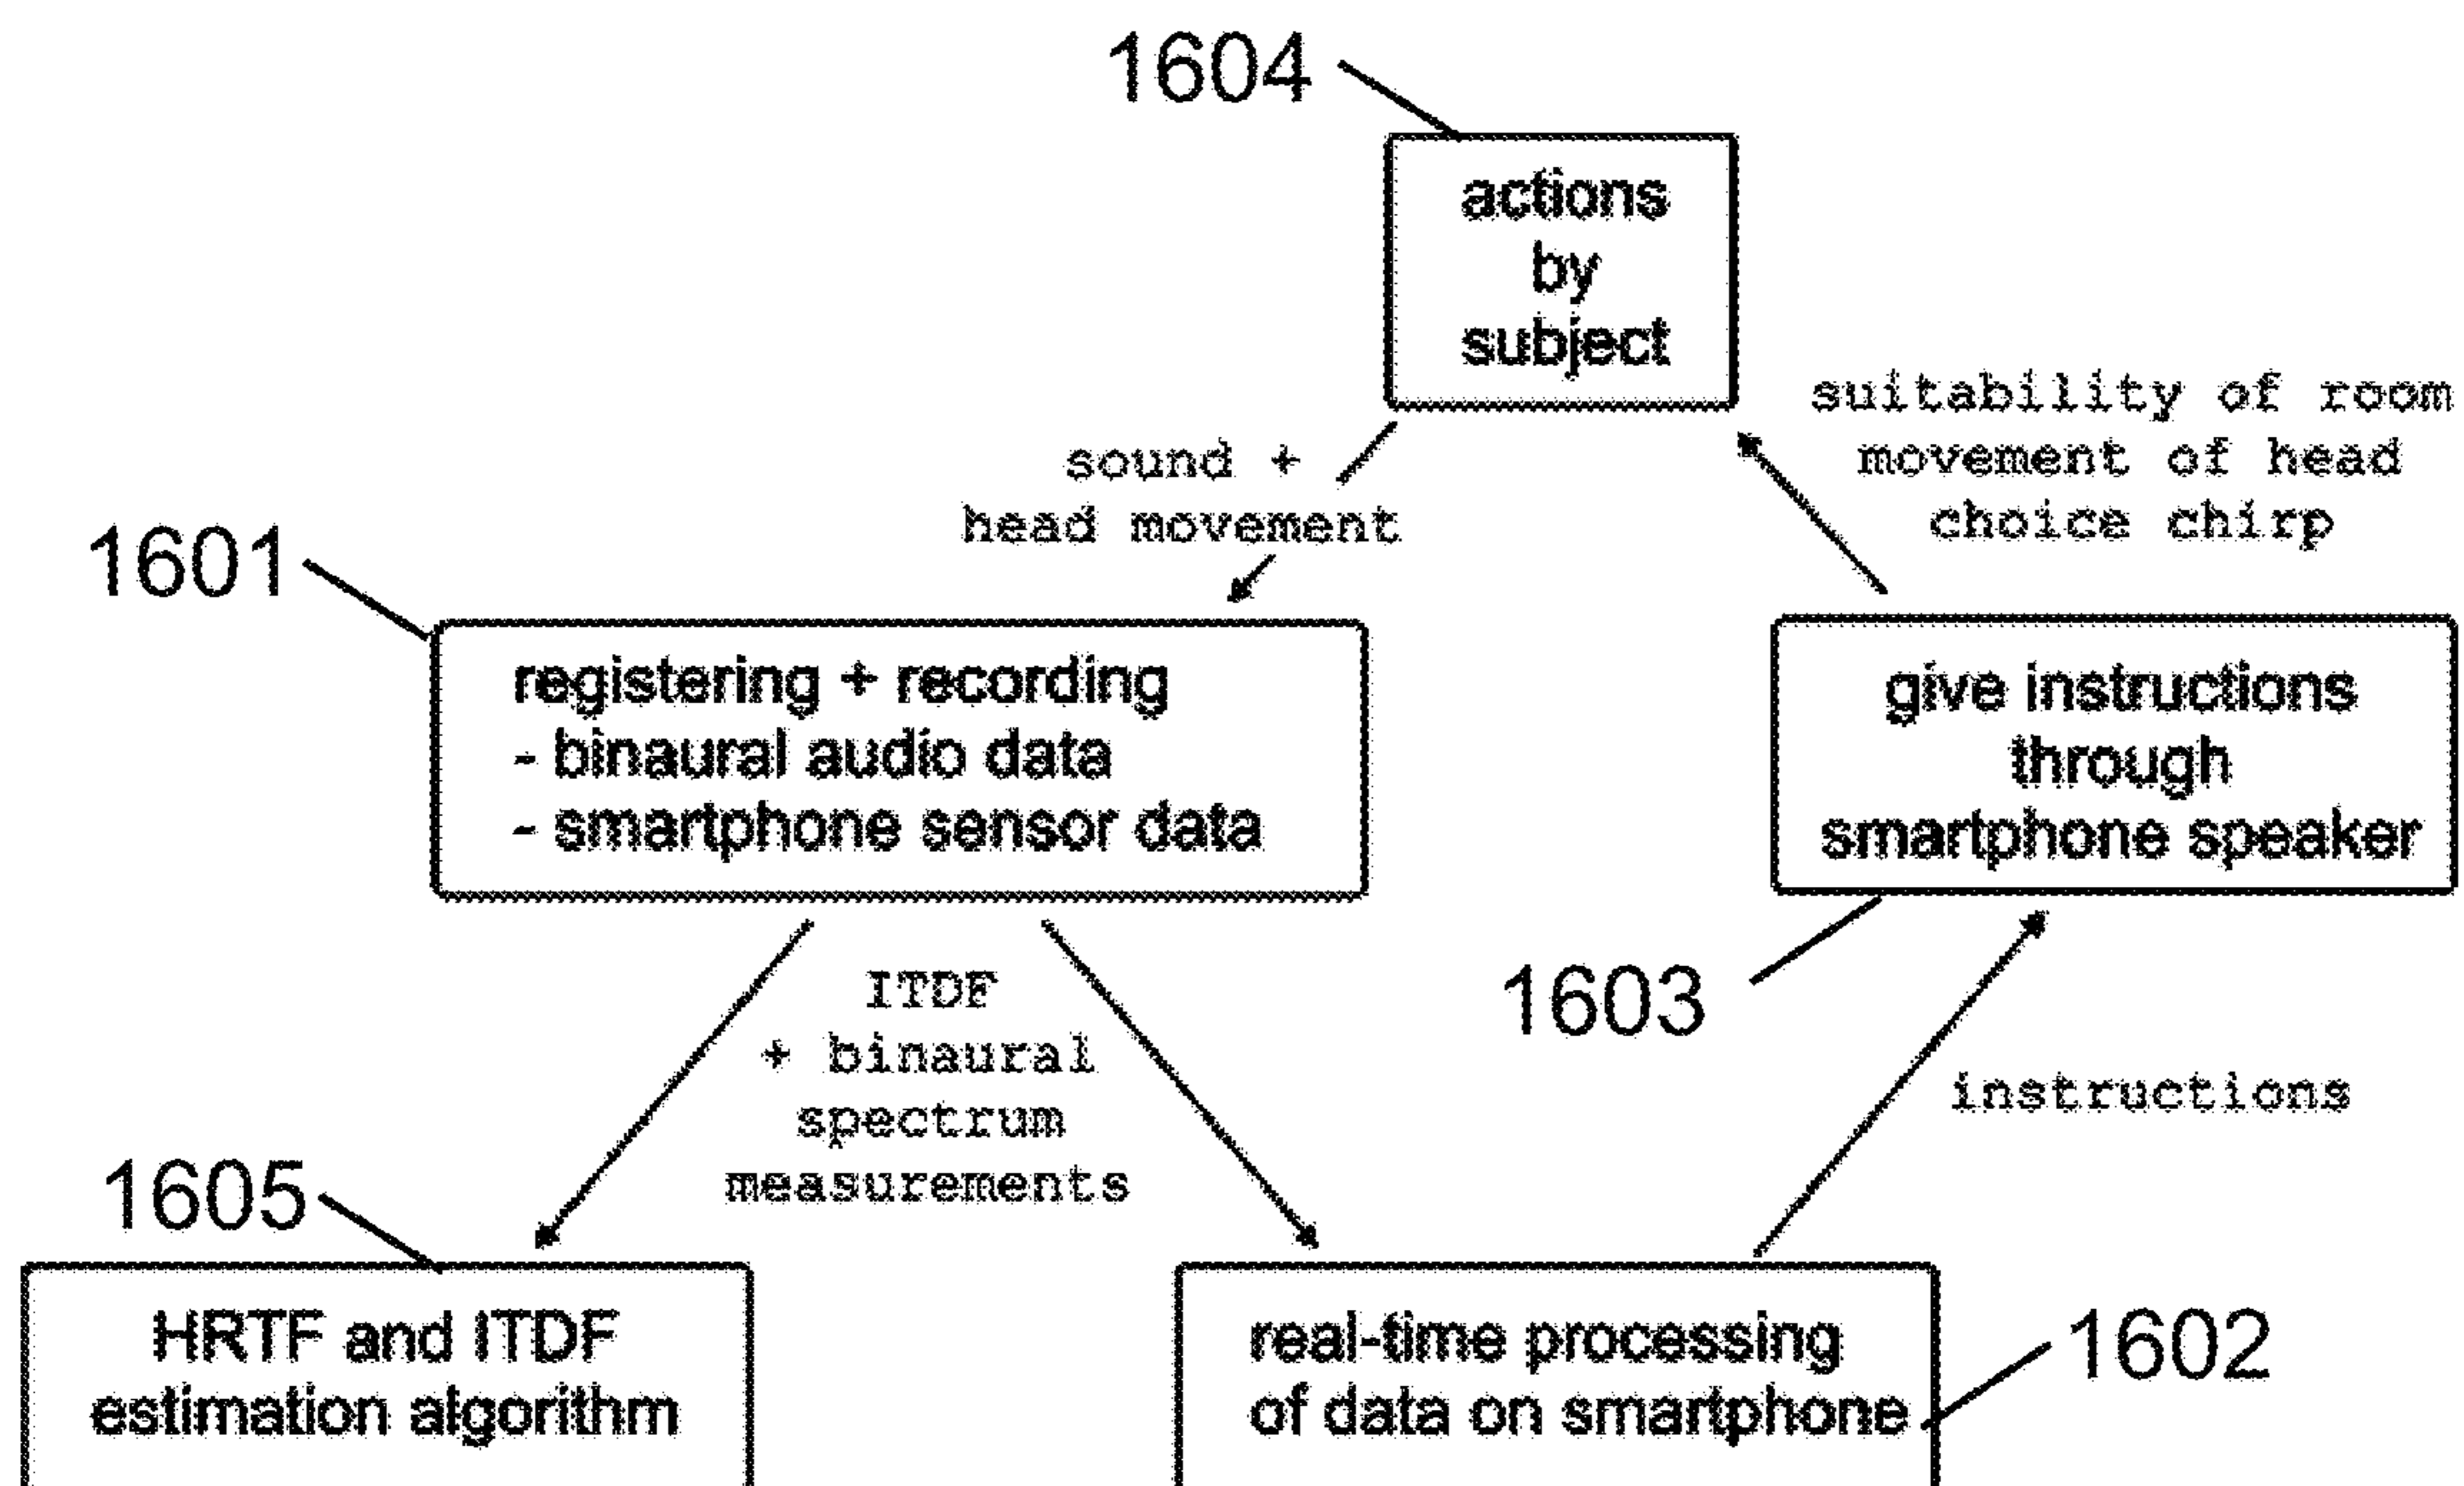 1604
actions
by
subject
suitability of room
movement of head
choice chirp
sound +
head movement
1601
registering + recording
- binaural audio data
- smartphone sensor data
give instructions
through
smartphone speaker
1603
ITDF
+ binaural
spectrum
measurements
instructions
1605
HRTF and ITDF
estimation algorithm
real-time processing
of data on smartphone
1602